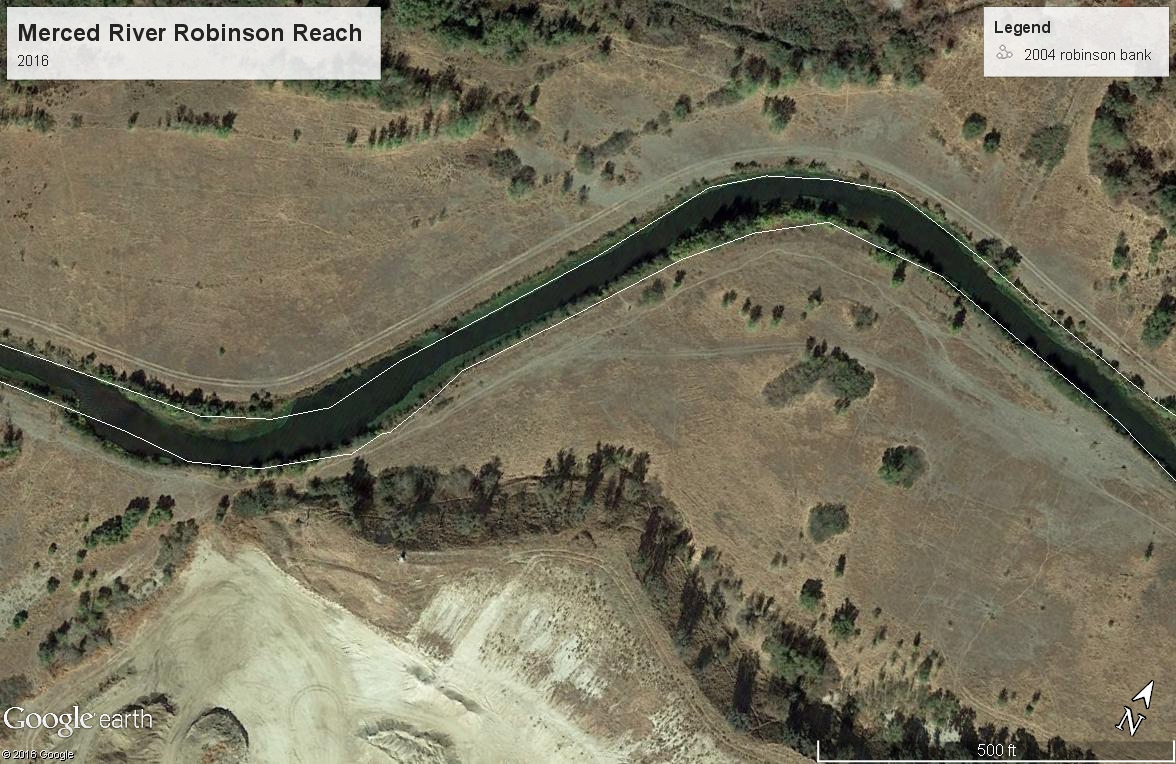 Merced River Robinson Reach
2016
Legend
2004 robinson bank
N
Google earth
© 2016 Google
500 ft